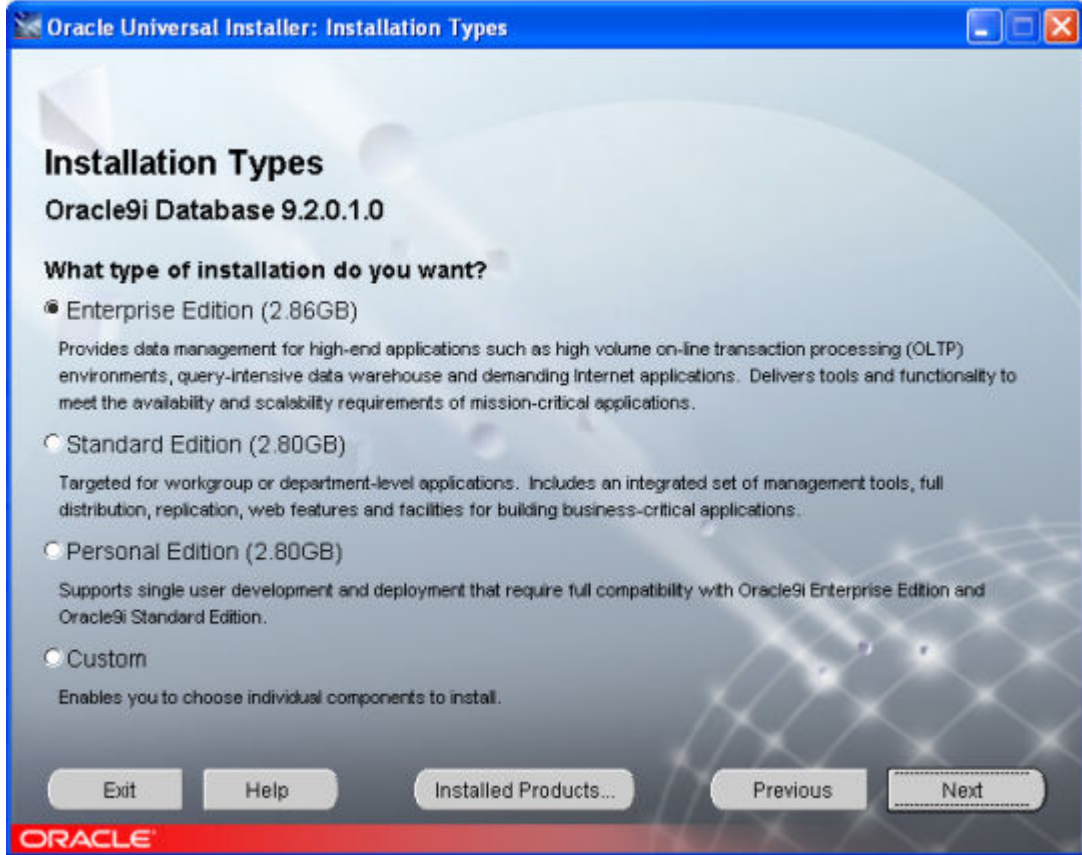 Oracle Universal Installer: Installation Types
Installation Types
Oracle9i Database 9.2.0.1.0
What type of installation do you want?
Enterprise Edition (2.86GB)
Provides data management for high-end applications such as high volume on-line transaction processing (OLTP)
environments, query-intensive data warehouse and demanding Internet applications. Delivers tools and functionality to
meet the availability and scalability requirements of mission-critical applications.
Standard Edition (2.80GB)
Targeted for workgroup or department-level applications. Includes an integrated set of management tools, full
distribution, replication, web features and facilities for building business-critical applications.
Personal Edition (2.80GB)
Supports single user development and deployment that require full compatibility with Oracle9i Enterprise Edition and
Oracle9i Standard Edition.
Custom
Enables you to choose individual components to install.
Exit Help Installed Products... Previous Next
ORACLE